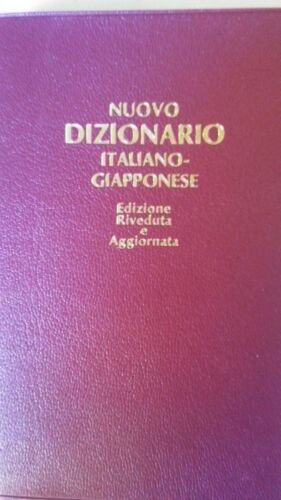 NUOVO
DIZIONARIO
ITALIANO-
GIAPPONESE
Edizione
Riveduta
e
Aggiornata